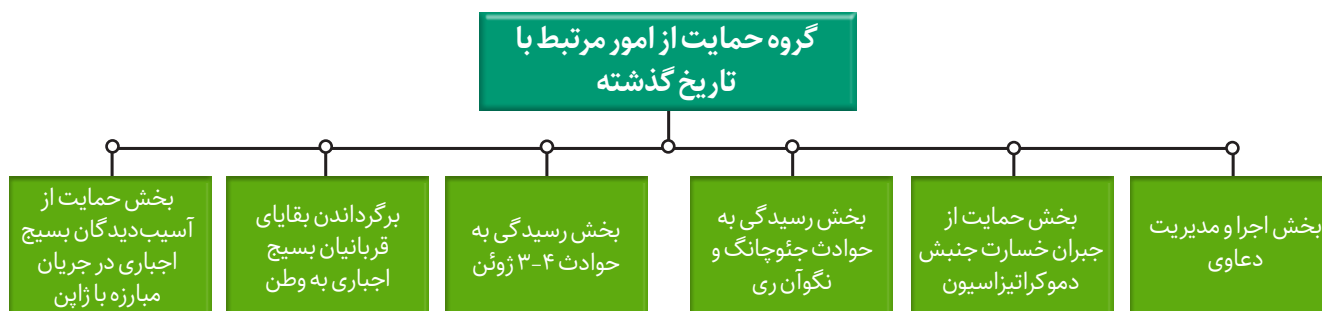 گروه حمایت از امور مرتبط با
تاریخ گذشته
بخش اجرا و مدیریت
دعاوی
بخش حمایت از
جبران خسارت جنبش
دموکراتیزاسیون
بخش رسیدگی به
حوادث جئوچانگ و
نگوآن ری
بخش رسیدگی به
حوادث ۴-۳ ژوئن
برگرداندن بقایای
قربانیان بسیج
اجباری به وطن
بخش حمایت از
آسیب‌دیدگان بسیج
اجباری در جریان
مبارزه با ژاپن